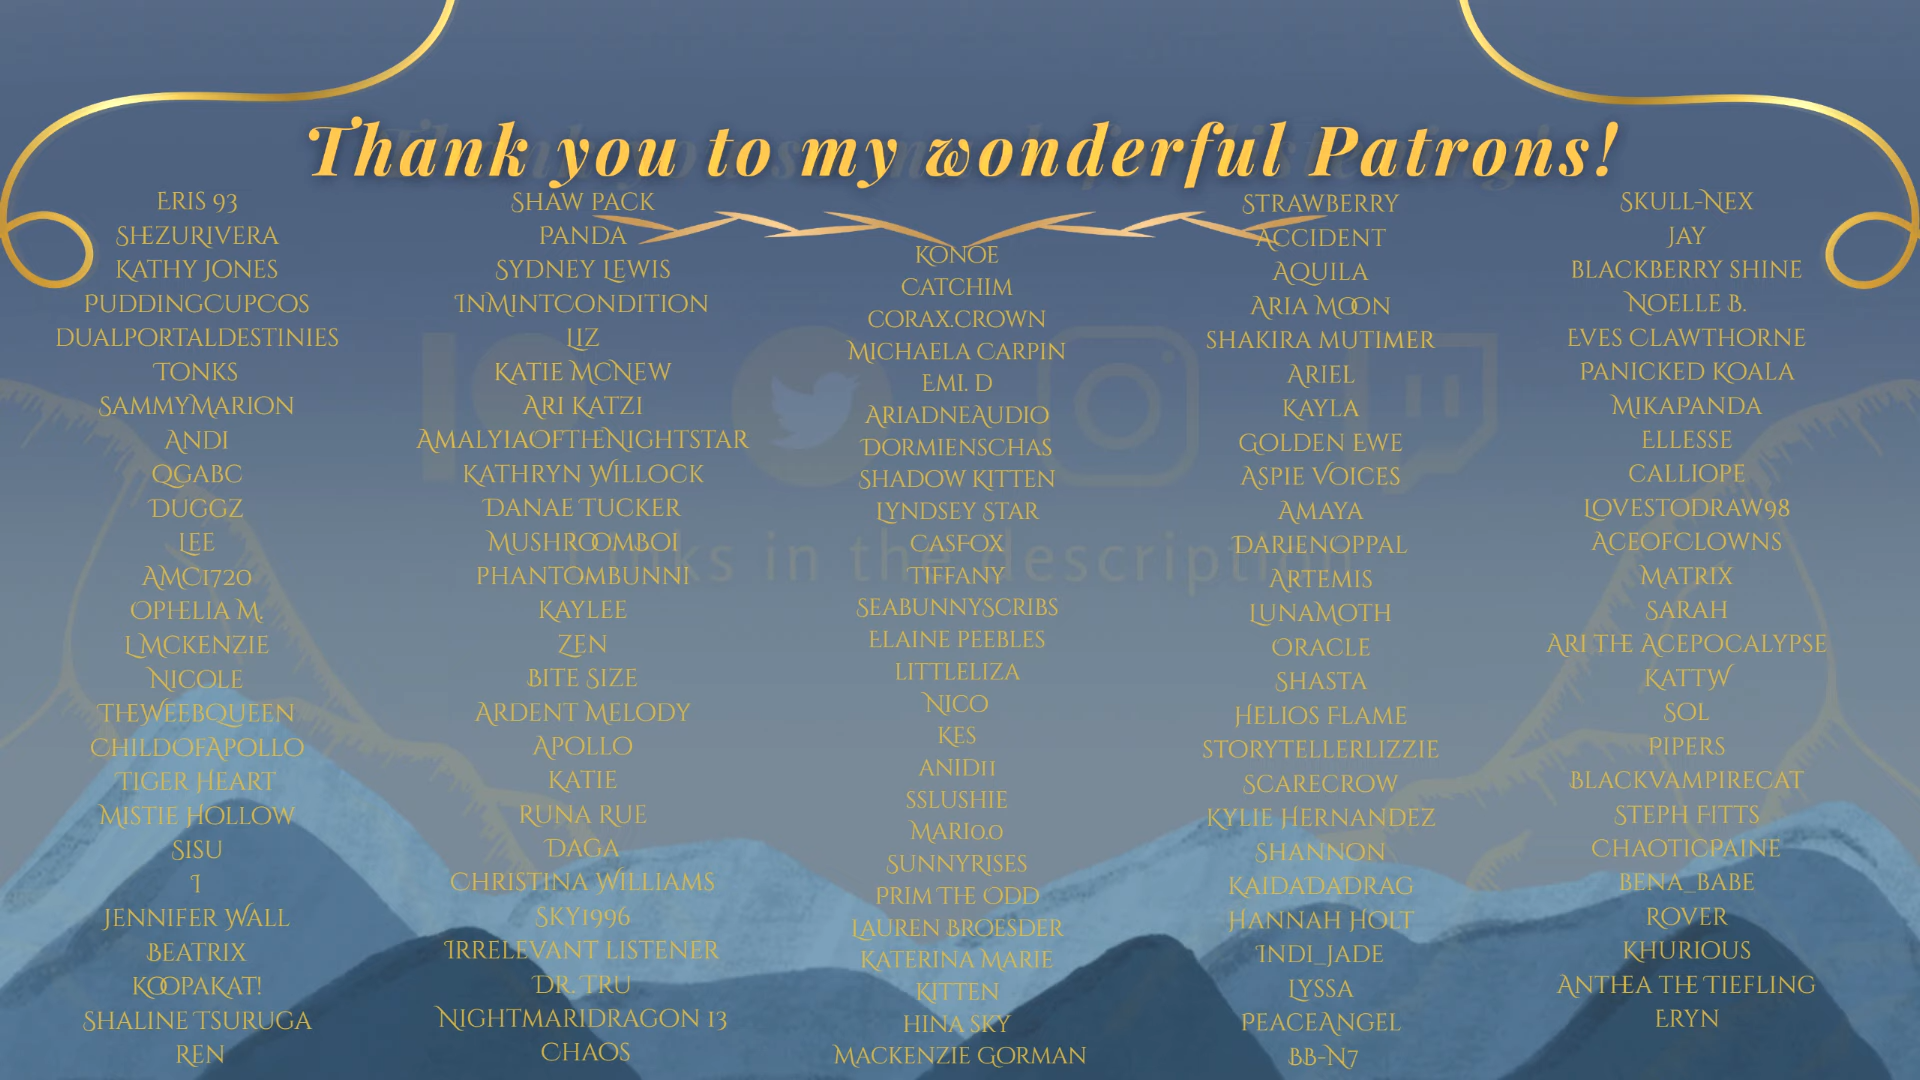 Thank you to my wonderful Patrons!
Eris 93
Shezurivera
Kathy Jones
Puddingcupcos
Dualportaldestinies
Tonks
SammyMarion
Andi
QGABC
Duggz
Lee
AMC1720
Ophelia M.
L McKenzie
Nicole
TheWeebQueen
ChildofApollo
Tiger Heart
Mistie Hollow
Sisu
I
Jennifer Wall
Beatrix
Koopakat!
Shaline Tsuruga
Ren
Shaw Pack
Panda
Sydney Lewis
InMintCondition
Liz
Katie McNew
Ari Katzi
AmalyiaoftheNightstar
Kathryn Willock
Danae Tucker
MushroomBoi
phantombunni
Kaylee
Zen
Bite Size
Ardent Melody
Apollo
Katie
Runa Rue
Daga
Christina Williams
Sky1996
Irrelevant listener
Dr. Tru
Nightmaridragon 13
Chaos
Konoe
Catchim
corax.crown
Michaela Carpin
Emi. D
AriadneAudio
DormiensChas
Shadow Kitten
Lyndsey Star
Casfox
Tiffany
SeabunnyScribs
Elaine Peebles
Littleliza
Nico
Kes
anid11
sslushie
Mario.o
SunnyRises
Prim The Odd
Lauren Broesder
Katerina Marie
Kitten
Hina Sky
Mackenzie Gorman
Strawberry
Accident
Aquila
Aria Moon
Shakira Mutimer
Ariel
Kayla
Golden Ewe
Aspie Voices
Amaya
Darienoppal
Artemis
LunaMoth
Oracle
Shasta
Helios Flame
storytellerlizzie
Scarecrow
Kylie Hernandez
Shannon
KaidaDaDrag
Hannah Holt
Indi_Jade
Lyssa
PeaceAngel
BB-N7
Skull-Nex
Jay
Blackberry Shine
Noelle B.
Eves Clawthorne
Panicked Koala
Mikapanda
Ellesse
Calliope
Lovestodraw98
AceofClowns
Matrix
Sarah
Ari the Acepocalypse
KattW
Sol
Pipers
Blackvampirecat
Steph Fitts
ChaoticPaine
bena_babe
Rover
Khurious
Anthea the Tiefling
Eryn
links in the description